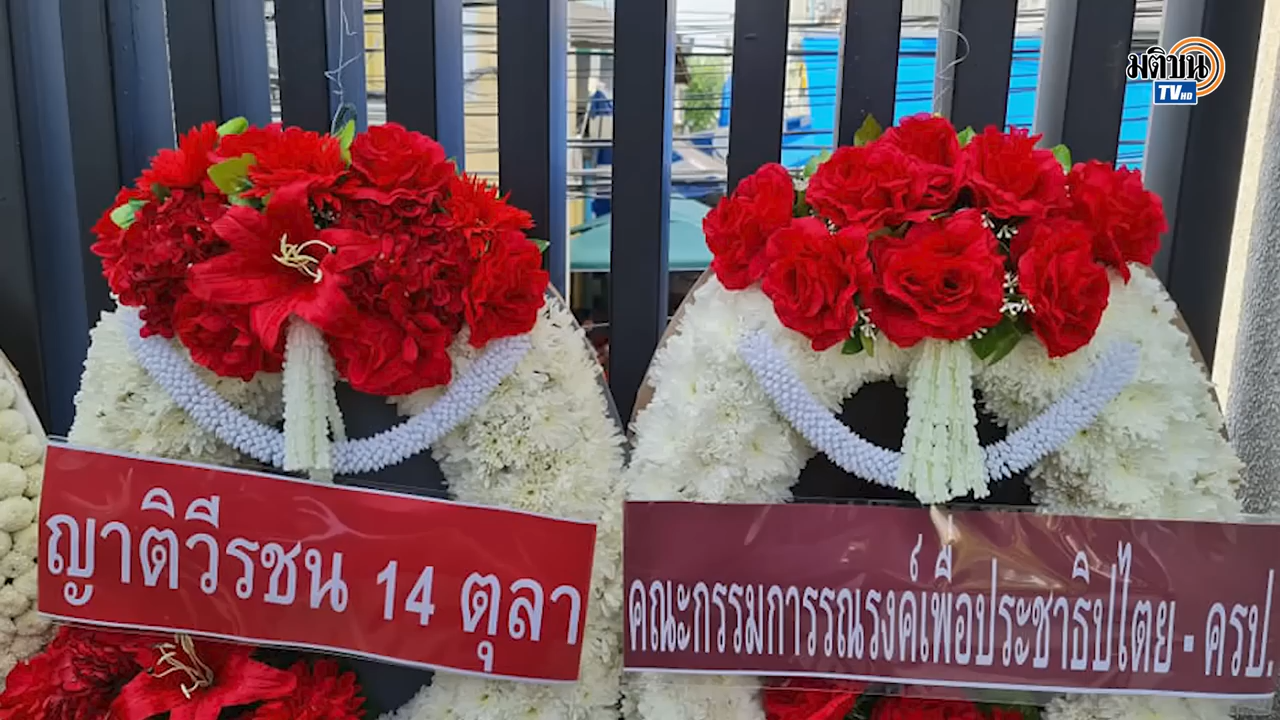 มติชน
TV HD
ญาติวีรชน 14 ตุลา
คณะกรรมการรณรงค์เพื่อประชาธิปไตย - ครป.